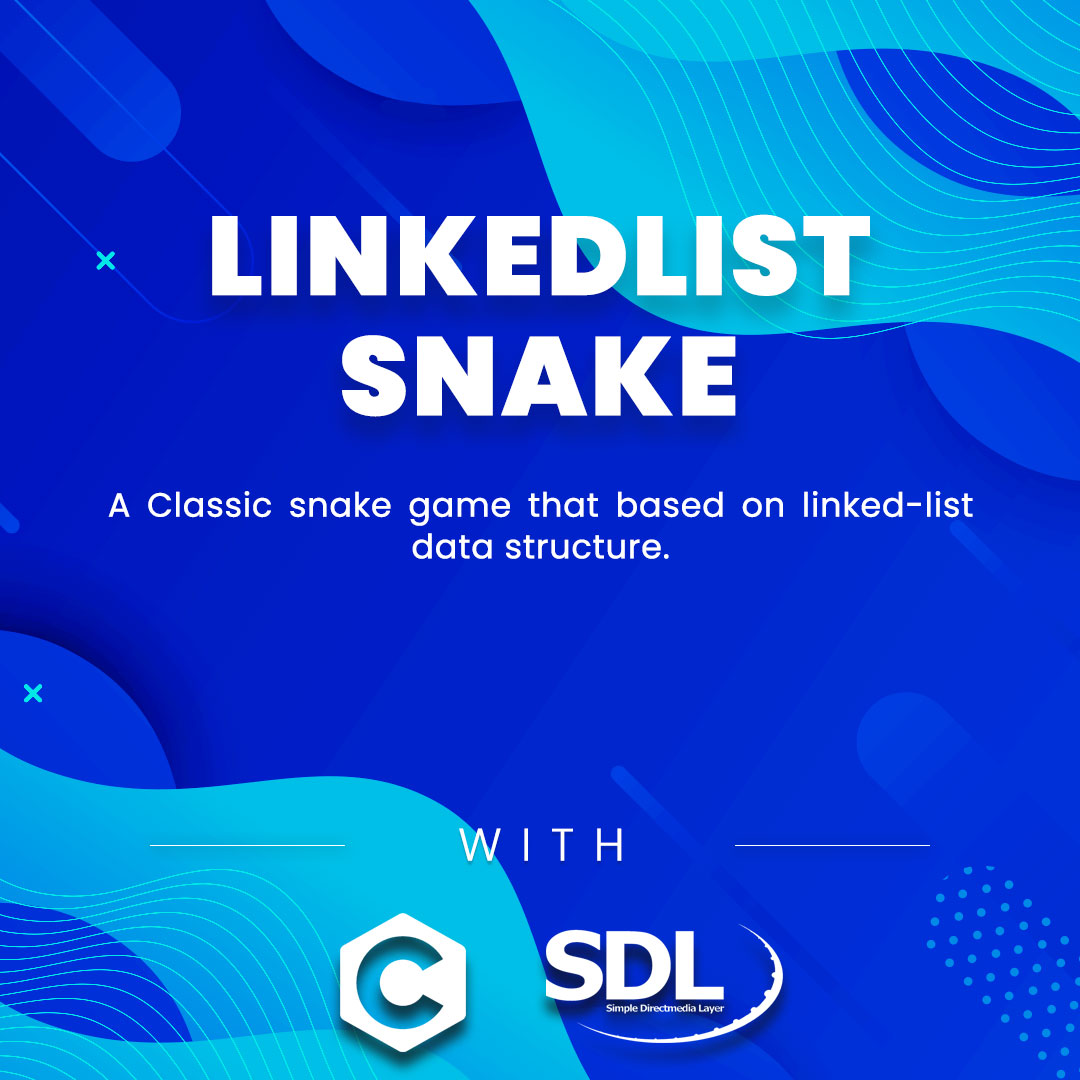 LINKEDLIST
SNAKE
A Classic snake game that based on linked-list
data structure.
WITH
C
SDL
Simple Directmedia Layer